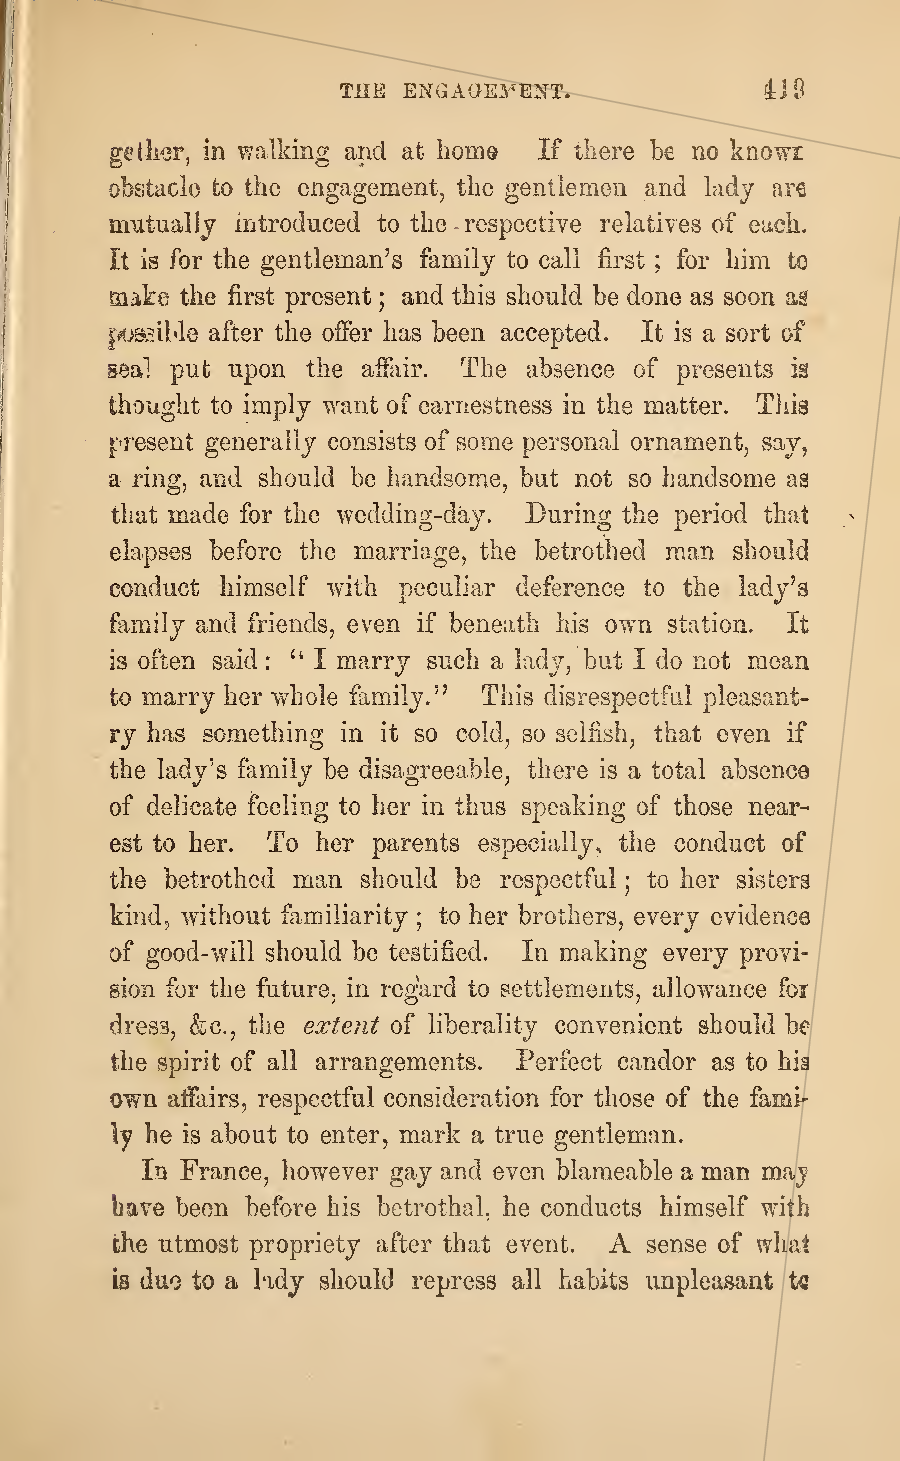 THE ENGAGEMENT. 419
gether, in walking and at home If there be no known
obstacle to the engagement, the gentlemen and lady are
mutually introduced to the respective relatives of each.
It is for the gentleman's family to call first; for him to
make the first present; and this should be done as soon as
possible after the offer has been accepted. It is a sort of
seal put upon the affair. The absence of presents is
thought to imply want of earnestness in the matter. This
present generally consists of some personal ornament, say,
a ring, and should be handsome, but not so handsome as
that made for the wedding-day. During the period that
elapses before the marriage, the betrothed man should
conduct himself with peculiar deference to the lady's
family and friends, even if beneath his own station. It
is often said: "I marry such a lady, but I do not mean
to marry her whole family." This disrespectful pleasant-
ry has something in it so cold, so selfish, that even if
the lady's family be disagreeable, there is a total absence
of delicate feeling to her in thus speaking of those near-
est to her. To her parents especially, the conduct of
the betrothed man should be respectful; to her sisters
kind, without familiarity; to her brothers, every evidence
of good-will should be testified. In making every provi-
sion for the future, in regard to settlements, allowance for
dress, &c., the extent of liberality convenient should be
the spirit of all arrangements. Perfect candor as to his
own affairs, respectful consideration for those of the fami-
ly he is about to enter, mark a true gentleman.
In France, however gay and even blameable a man may
have been before his betrothal, he conducts himself with
the utmost propriety after that event. A sense of what
is due to a lady should repress all habits unpleasant to